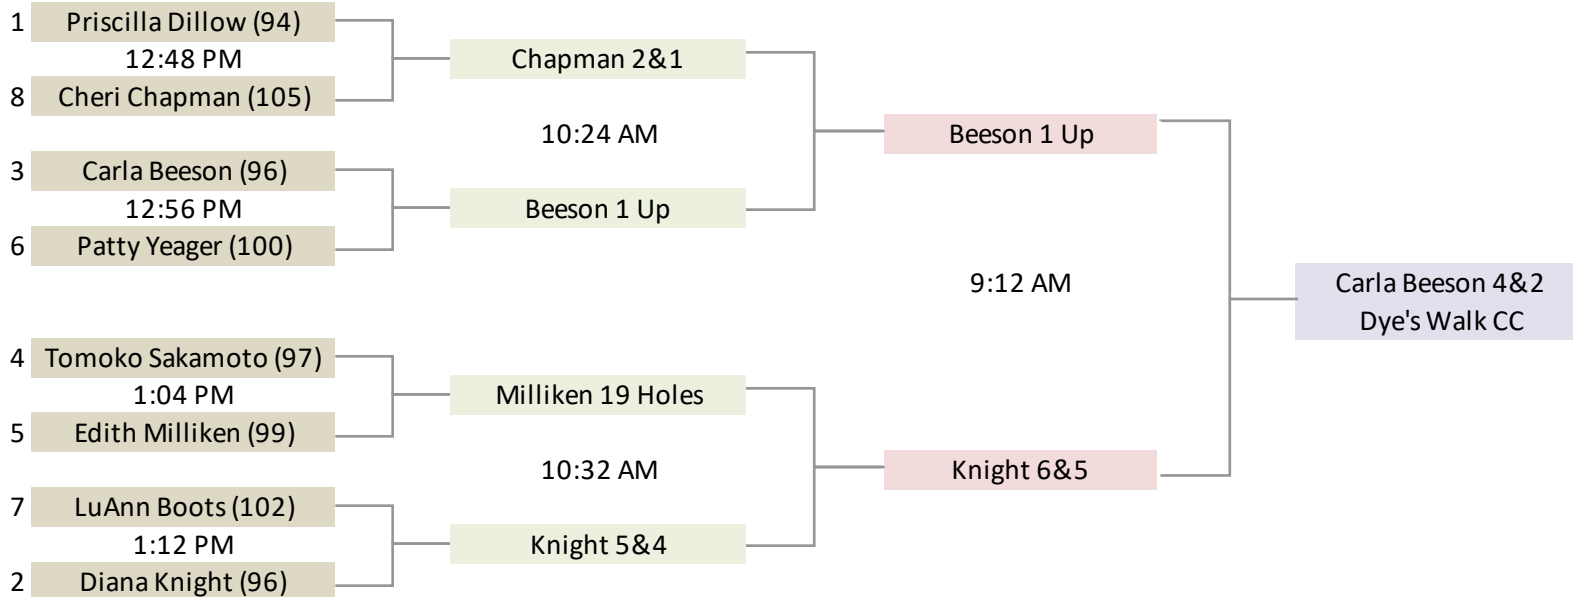 1 Priscilla Dillow (94)
12:48 PM
8 Cheri Chapman (105)
3 Carla Beeson (96)
12:56 PM
6 Patty Yeager (100)
4 Tomoko Sakamoto (97)
1:04 PM
5 Edith Milliken (99)
7 LuAnn Boots (102)
1:12 PM
2 Diana Knight (96)
Chapman 2&1
10:24 AM
Beeson 1 Up
Milliken 19 Holes
10:32 AM
Knight 5&4
Beeson 1 Up
9:12 AM
Knight 6&5
Carla Beeson 4&2
Dye's Walk CC